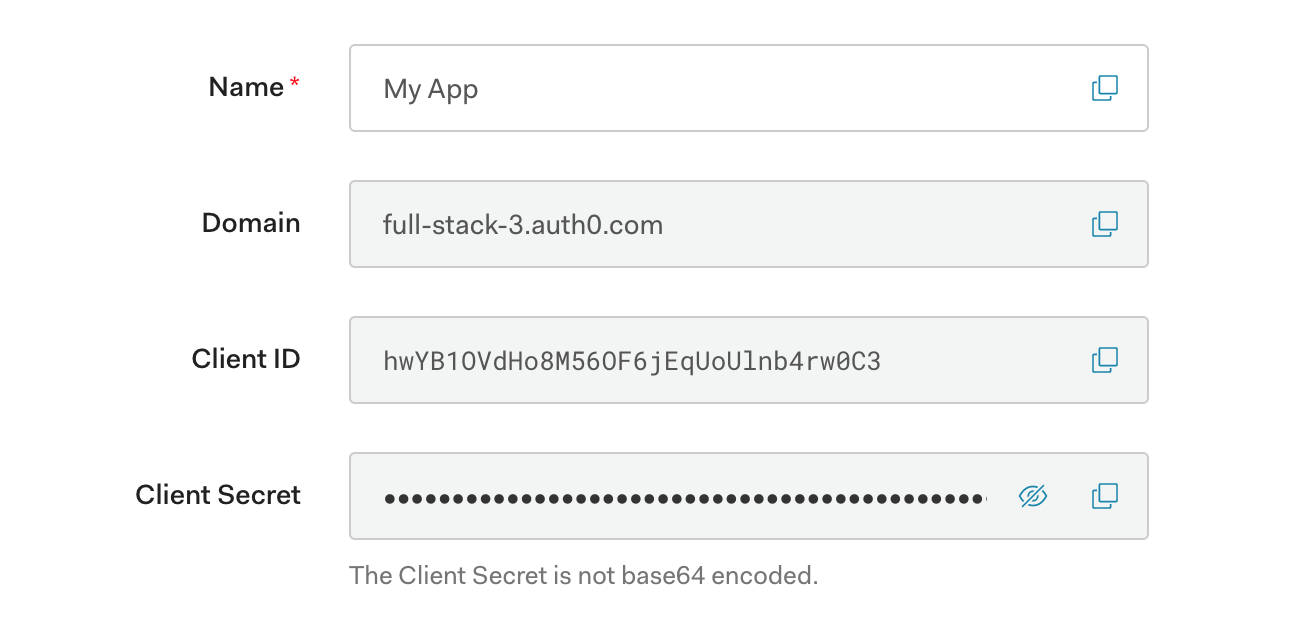 Name *
My App
Domain
full-stack-3.auth0.com
Client ID
hwYB1OVdHo8M56OF6jEqUoUlnb4rw0C3
Client Secret
The Client Secret is not base64 encoded.